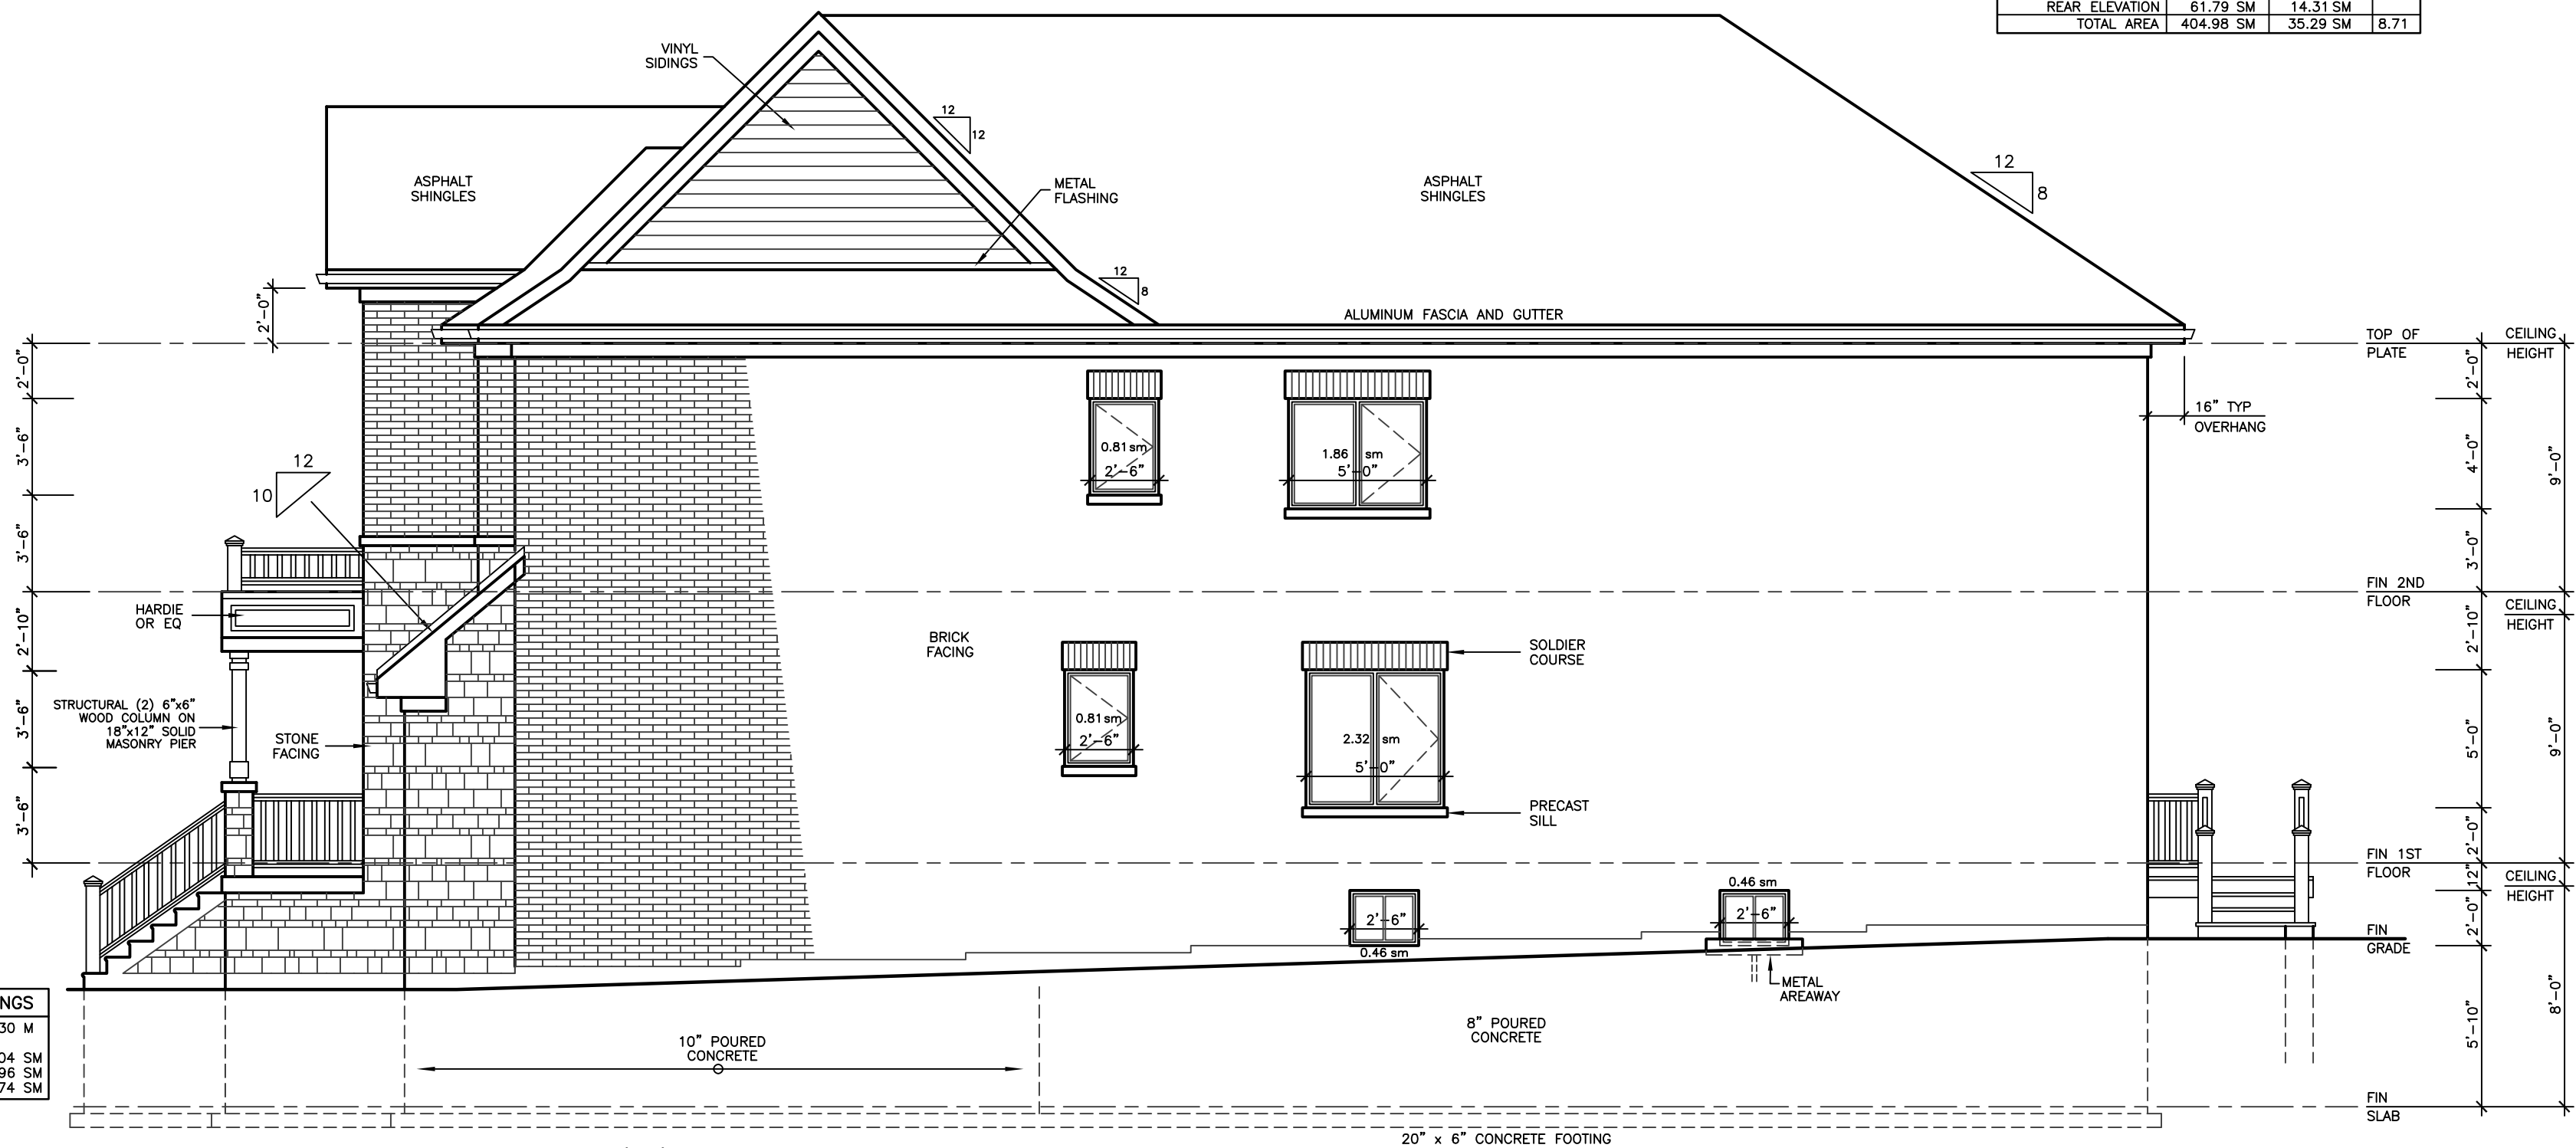 REAR ELEVATION 61.79 SM 14.31 SM
TOTAL AREA 404.98 SM 35.29 SM 8.71
VINYL
SIDINGS
12
12
ASPHALT
SHINGLES
METAL
FLASHING
ASPHALT
SHINGLES
12
8
12
8
2'-0"
ALUMINUM FASCIA AND GUTTER
TOP OF
PLATE
CEILING
HEIGHT
2'-0"
2'-0"
16" TYP
OVERHANG
3'-6"
0.81 sm
2'-6"
1.86 sm
5'-0"
4'-0"
9'-0"
12
10
3'-6"
3'-0"
FIN 2ND
FLOOR
CEILING
HEIGHT
HARDIE
OR EQ
2'-10"
BRICK
FACING
SOLDIER
COURSE
2'-10"
STRUCTURAL (2) 6"x6"
WOOD COLUMN ON
18"x12" SOLID
MASONRY PIER
3'-6"
STONE
FACING
0.81 sm
2'-6"
2.32 sm
5'-0"
5'-0"
9'-0"
3'-6"
PRECAST
SILL
2'-0"
FIN 1ST
FLOOR
12"
CEILING
HEIGHT
0.46 sm
2'-6"
2'-6"
0.46 sm
2'-0"
FIN
GRADE
METAL
AREAWAY
NGS
30 M
04 SM
96 SM
74 SM
10" POURED
CONCRETE
8" POURED
CONCRETE
5'-10"
8'-0"
FIN
SLAB
20" x 6" CONCRETE FOOTING